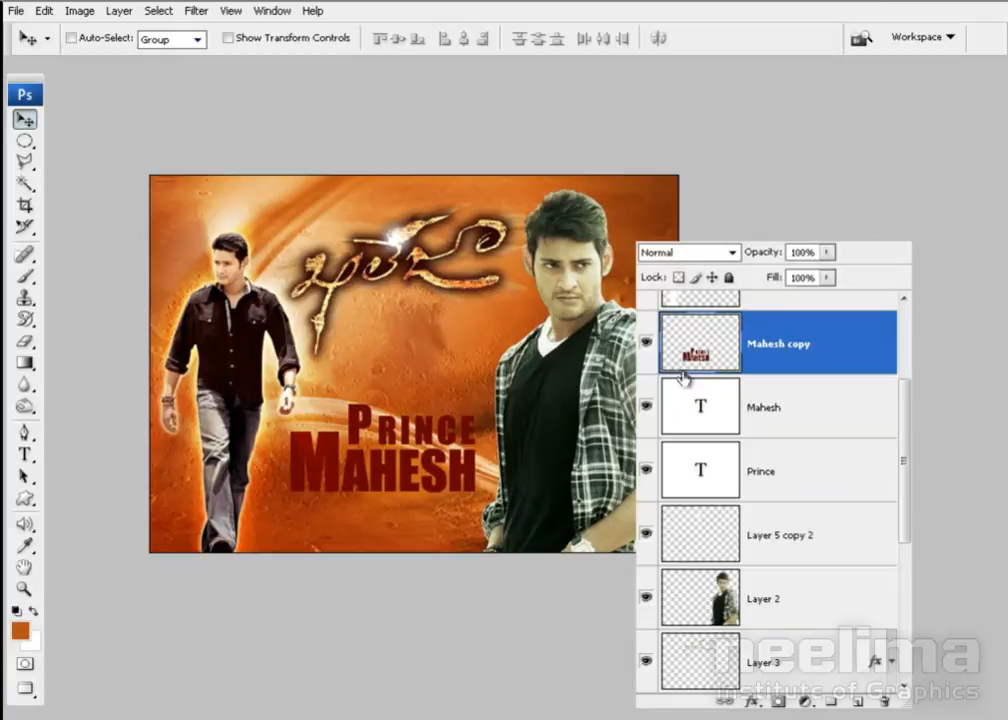 File Edit Image Layer Select Filter View Window Help
Auto-Select: Group Show Transform Controls Workspace
Ps
ఖలేజా
PRINCE
MAHESH
Normal Opacity: 100%
Lock: Fill: 100%
Mahesh copy
T Mahesh
T Prince
Layer 5 copy 2
Layer 2
Layer 3 fx
neelima
Institute of Graphics